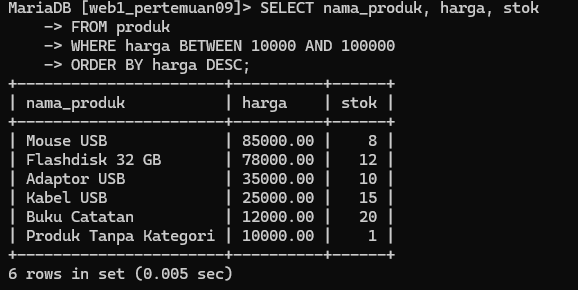 MariaDB [web1_pertemuan09]> SELECT nama_produk, harga, stok
    -> FROM produk
    -> WHERE harga BETWEEN 10000 AND 100000
    -> ORDER BY harga DESC;
+-----------------------+----------+------+
| nama_produk           | harga    | stok |
+-----------------------+----------+------+
| Mouse USB             | 85000.00 |    8 |
| Flashdisk 32 GB       | 78000.00 |   12 |
| Adaptor USB           | 35000.00 |   10 |
| Kabel USB             | 25000.00 |   15 |
| Buku Catatan          | 12000.00 |   20 |
| Produk Tanpa Kategori | 10000.00 |    1 |
+-----------------------+----------+------+
6 rows in set (0.005 sec)